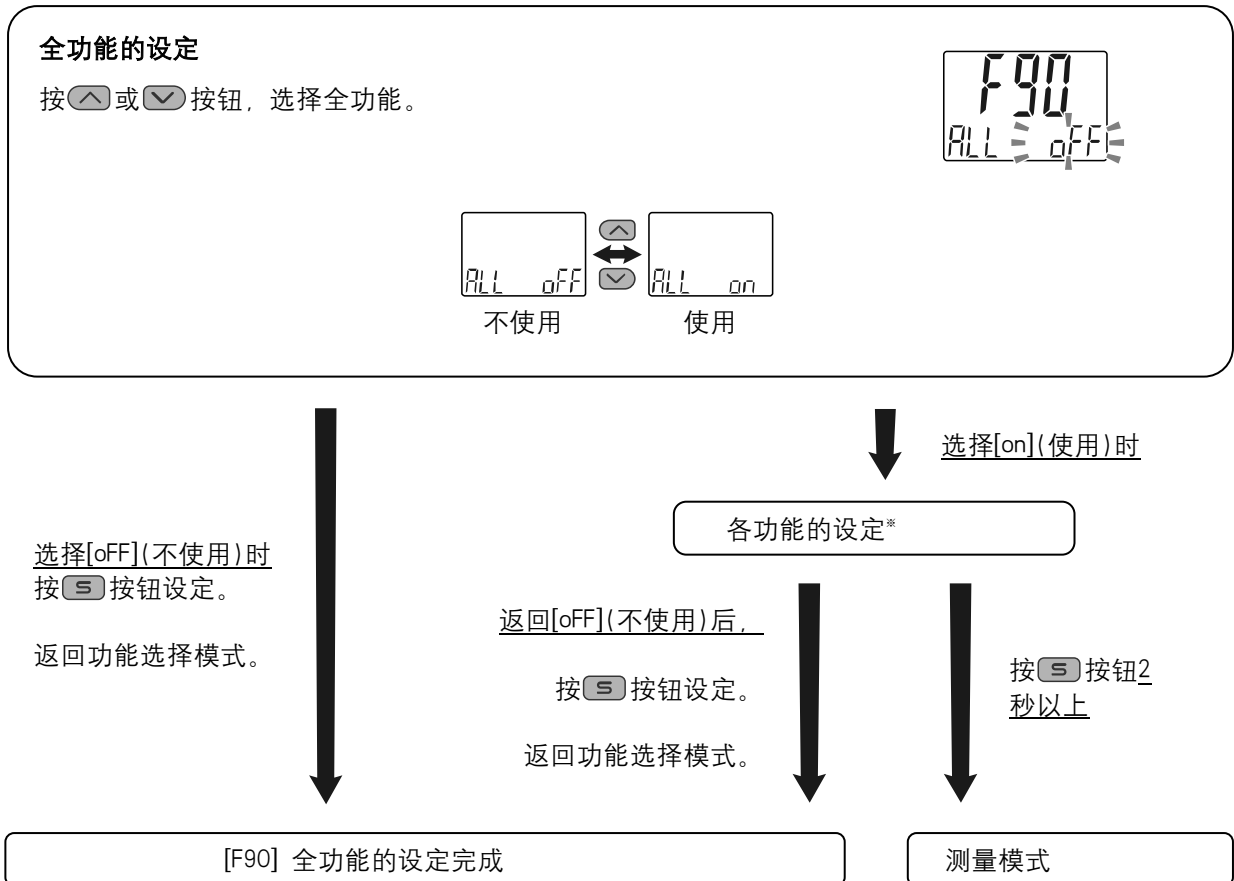 全功能的设定
按或按钮，选择全功能。
F90
ALL oFF
ALL oFF
ALL on
不使用
使用
选择[on](使用)时
各功能的设定※
选择[oFF](不使用)时
按S按钮设定。
返回功能选择模式。
返回[oFF](不使用)后，
按S按钮设定。
返回功能选择模式。
按S按钮2
秒以上
[F90] 全功能的设定完成
测量模式